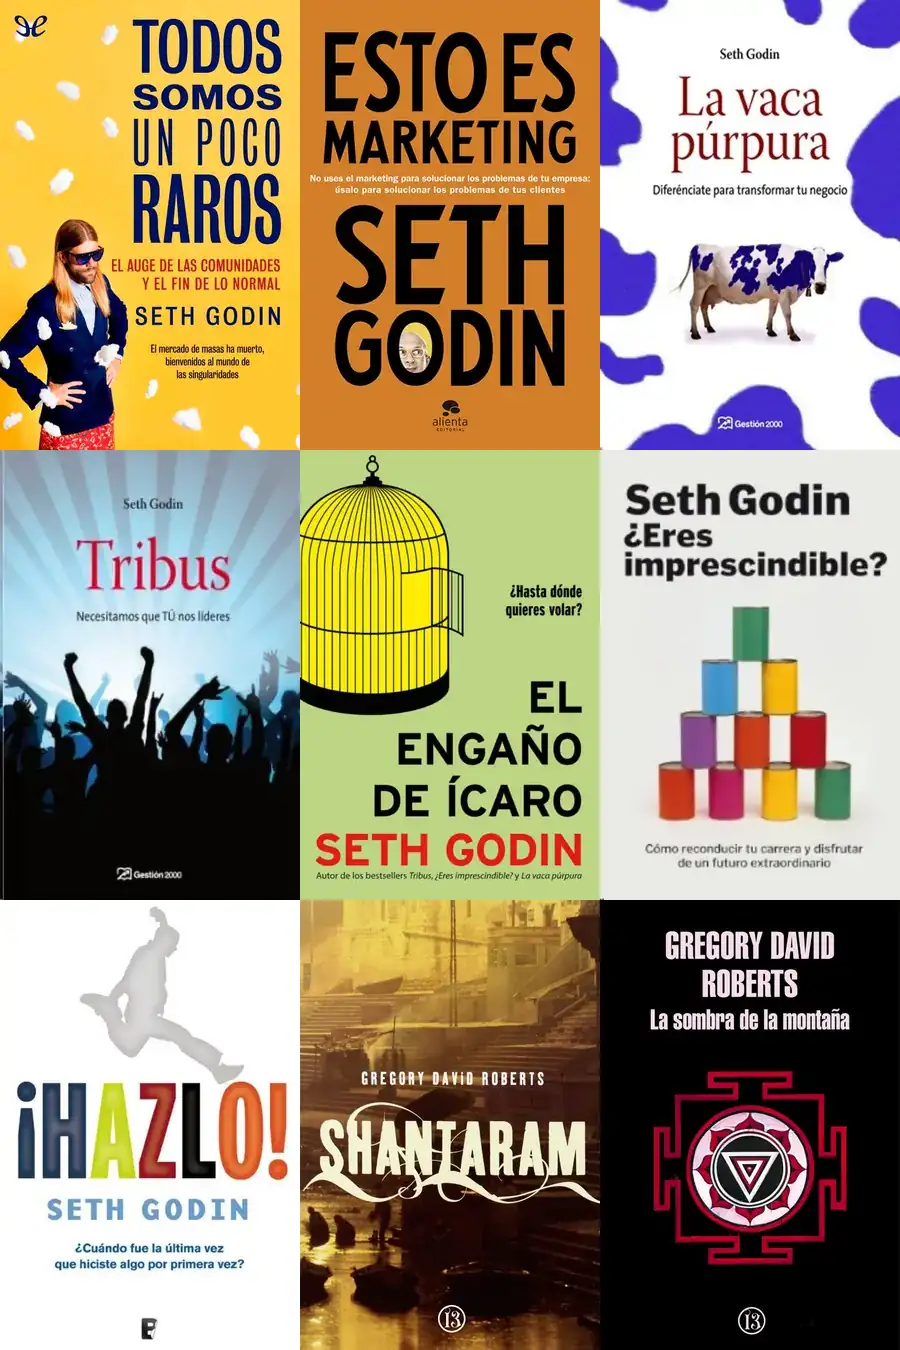 TODOS
SOMOS
UN POCO
RAROS
EL AUGE DE LAS COMUNIDADES
Y EL FIN DE LO NORMAL
SETH GODIN
El mercado de masas ha muerto,
bienvenidos al mundo de
las singularidades
ESTO ES
MARKETING
No uses el marketing para solucionar los problemas de tu empresa:
úsalo para solucionar los problemas de tus clientes
SETH
GODIN
alienta
EDITORIAL
Seth Godin
La vaca
púrpura
Diferénciate para transformar tu negocio
Gestión 2000
Seth Godin
Tribus
Necesitamos que TÚ nos lideres
Gestión 2000
¿Hasta dónde
quieres volar?
EL
ENGAÑO
DE ÍCARO
SETH GODIN
Autor de los bestsellers Tribus, ¿Eres imprescindible? y La vaca púrpura
Seth Godin
¿Eres
imprescindible?
Cómo reconducir tu carrera y disfrutar
de un futuro extraordinario
¡HAZLO!
SETH GODIN
¿Cuándo fue la última vez
que hiciste algo por primera vez?
B
GREGORY DAVID ROBERTS
SHANTARAM
13
GREGORY DAVID
ROBERTS
La sombra de la montaña
13